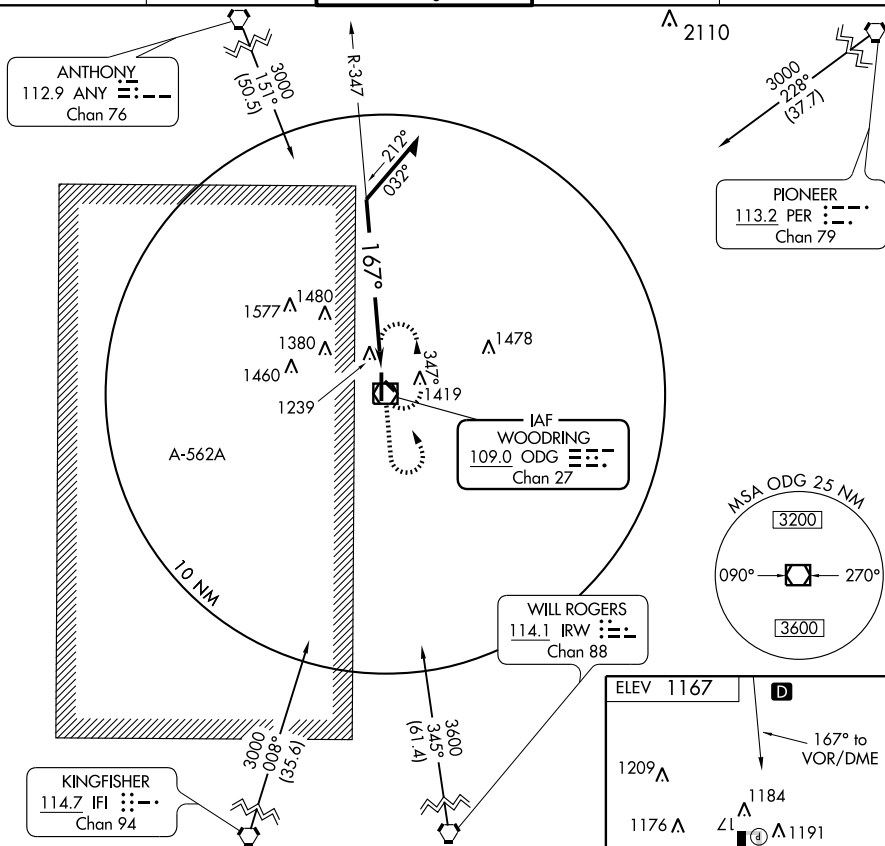 2110
ANTHONY
112.9 ANY
Chan 76
3000
151°
(50.5)
R-347
3000
228°
(37.7)
212°
032°
PIONEER
113.2 PER
Chan 79
167°
1577
1480
1380
1460
1239
1478
347°
1419
IAF
WOODRING
109.0 ODG
Chan 27
A-562A
MSA ODG 25 NM
3200
090°
270°
3600
10 NM
WILL ROGERS
114.1 IRW
Chan 88
3000
008°
(35.6)
3600
345°
(61.4)
KINGFISHER
114.7 IFI
Chan 94
ELEV 1167
D
167° to
VOR/DME
1209
1184
1176
17
P
1191